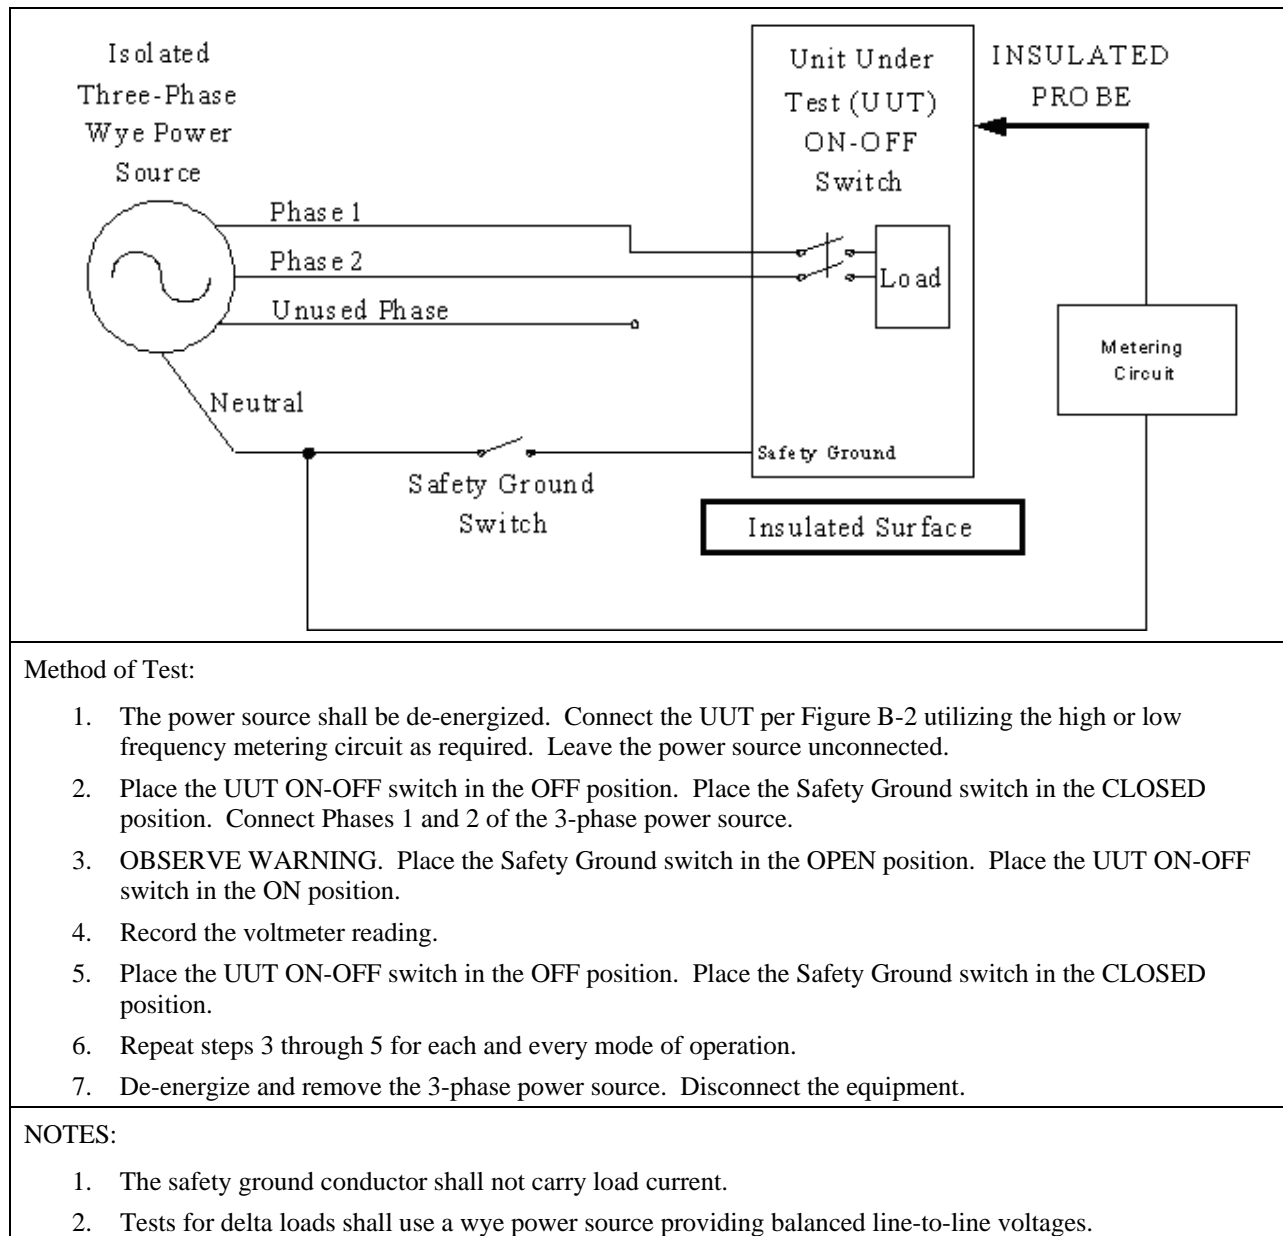 Isolated
Three-Phase
Wye Power
Source
Unit Under
Test (UUT)
ON-OFF
Switch
INSULATED
PROBE
Phase 1
Phase 2
Unused Phase
Load
Metering
Circuit
Neutral
Safety Ground
Safety Ground
Switch
Insulated Surface
Method of Test:
1. The power source shall be de-energized. Connect the UUT per Figure B-2 utilizing the high or low
frequency metering circuit as required. Leave the power source unconnected.
2. Place the UUT ON-OFF switch in the OFF position. Place the Safety Ground switch in the CLOSED
position. Connect Phases 1 and 2 of the 3-phase power source.
3. OBSERVE WARNING. Place the Safety Ground switch in the OPEN position. Place the UUT ON-OFF
switch in the ON position.
4. Record the voltmeter reading.
5. Place the UUT ON-OFF switch in the OFF position. Place the Safety Ground switch in the CLOSED
position.
6. Repeat steps 3 through 5 for each and every mode of operation.
7. De-energize and remove the 3-phase power source. Disconnect the equipment.
NOTES:
1. The safety ground conductor shall not carry load current.
2. Tests for delta loads shall use a wye power source providing balanced line-to-line voltages.